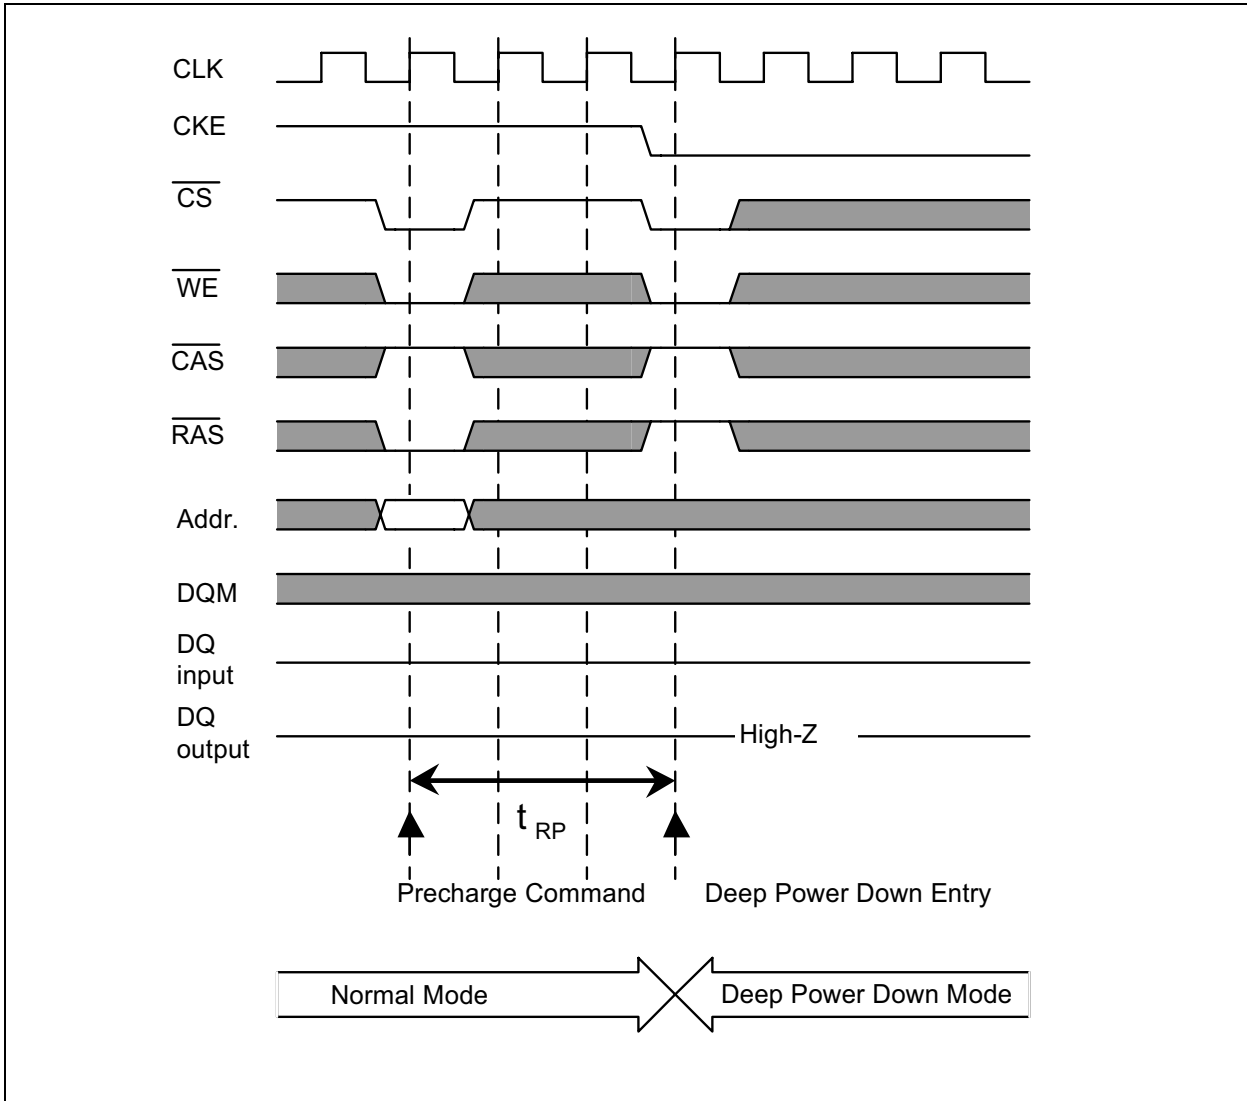 CLK
CKE
CS
WE
CAS
RAS
Addr.
DQM
DQ
input
DQ
output
High-Z
t RP
Precharge Command
Deep Power Down Entry
Normal Mode
Deep Power Down Mode